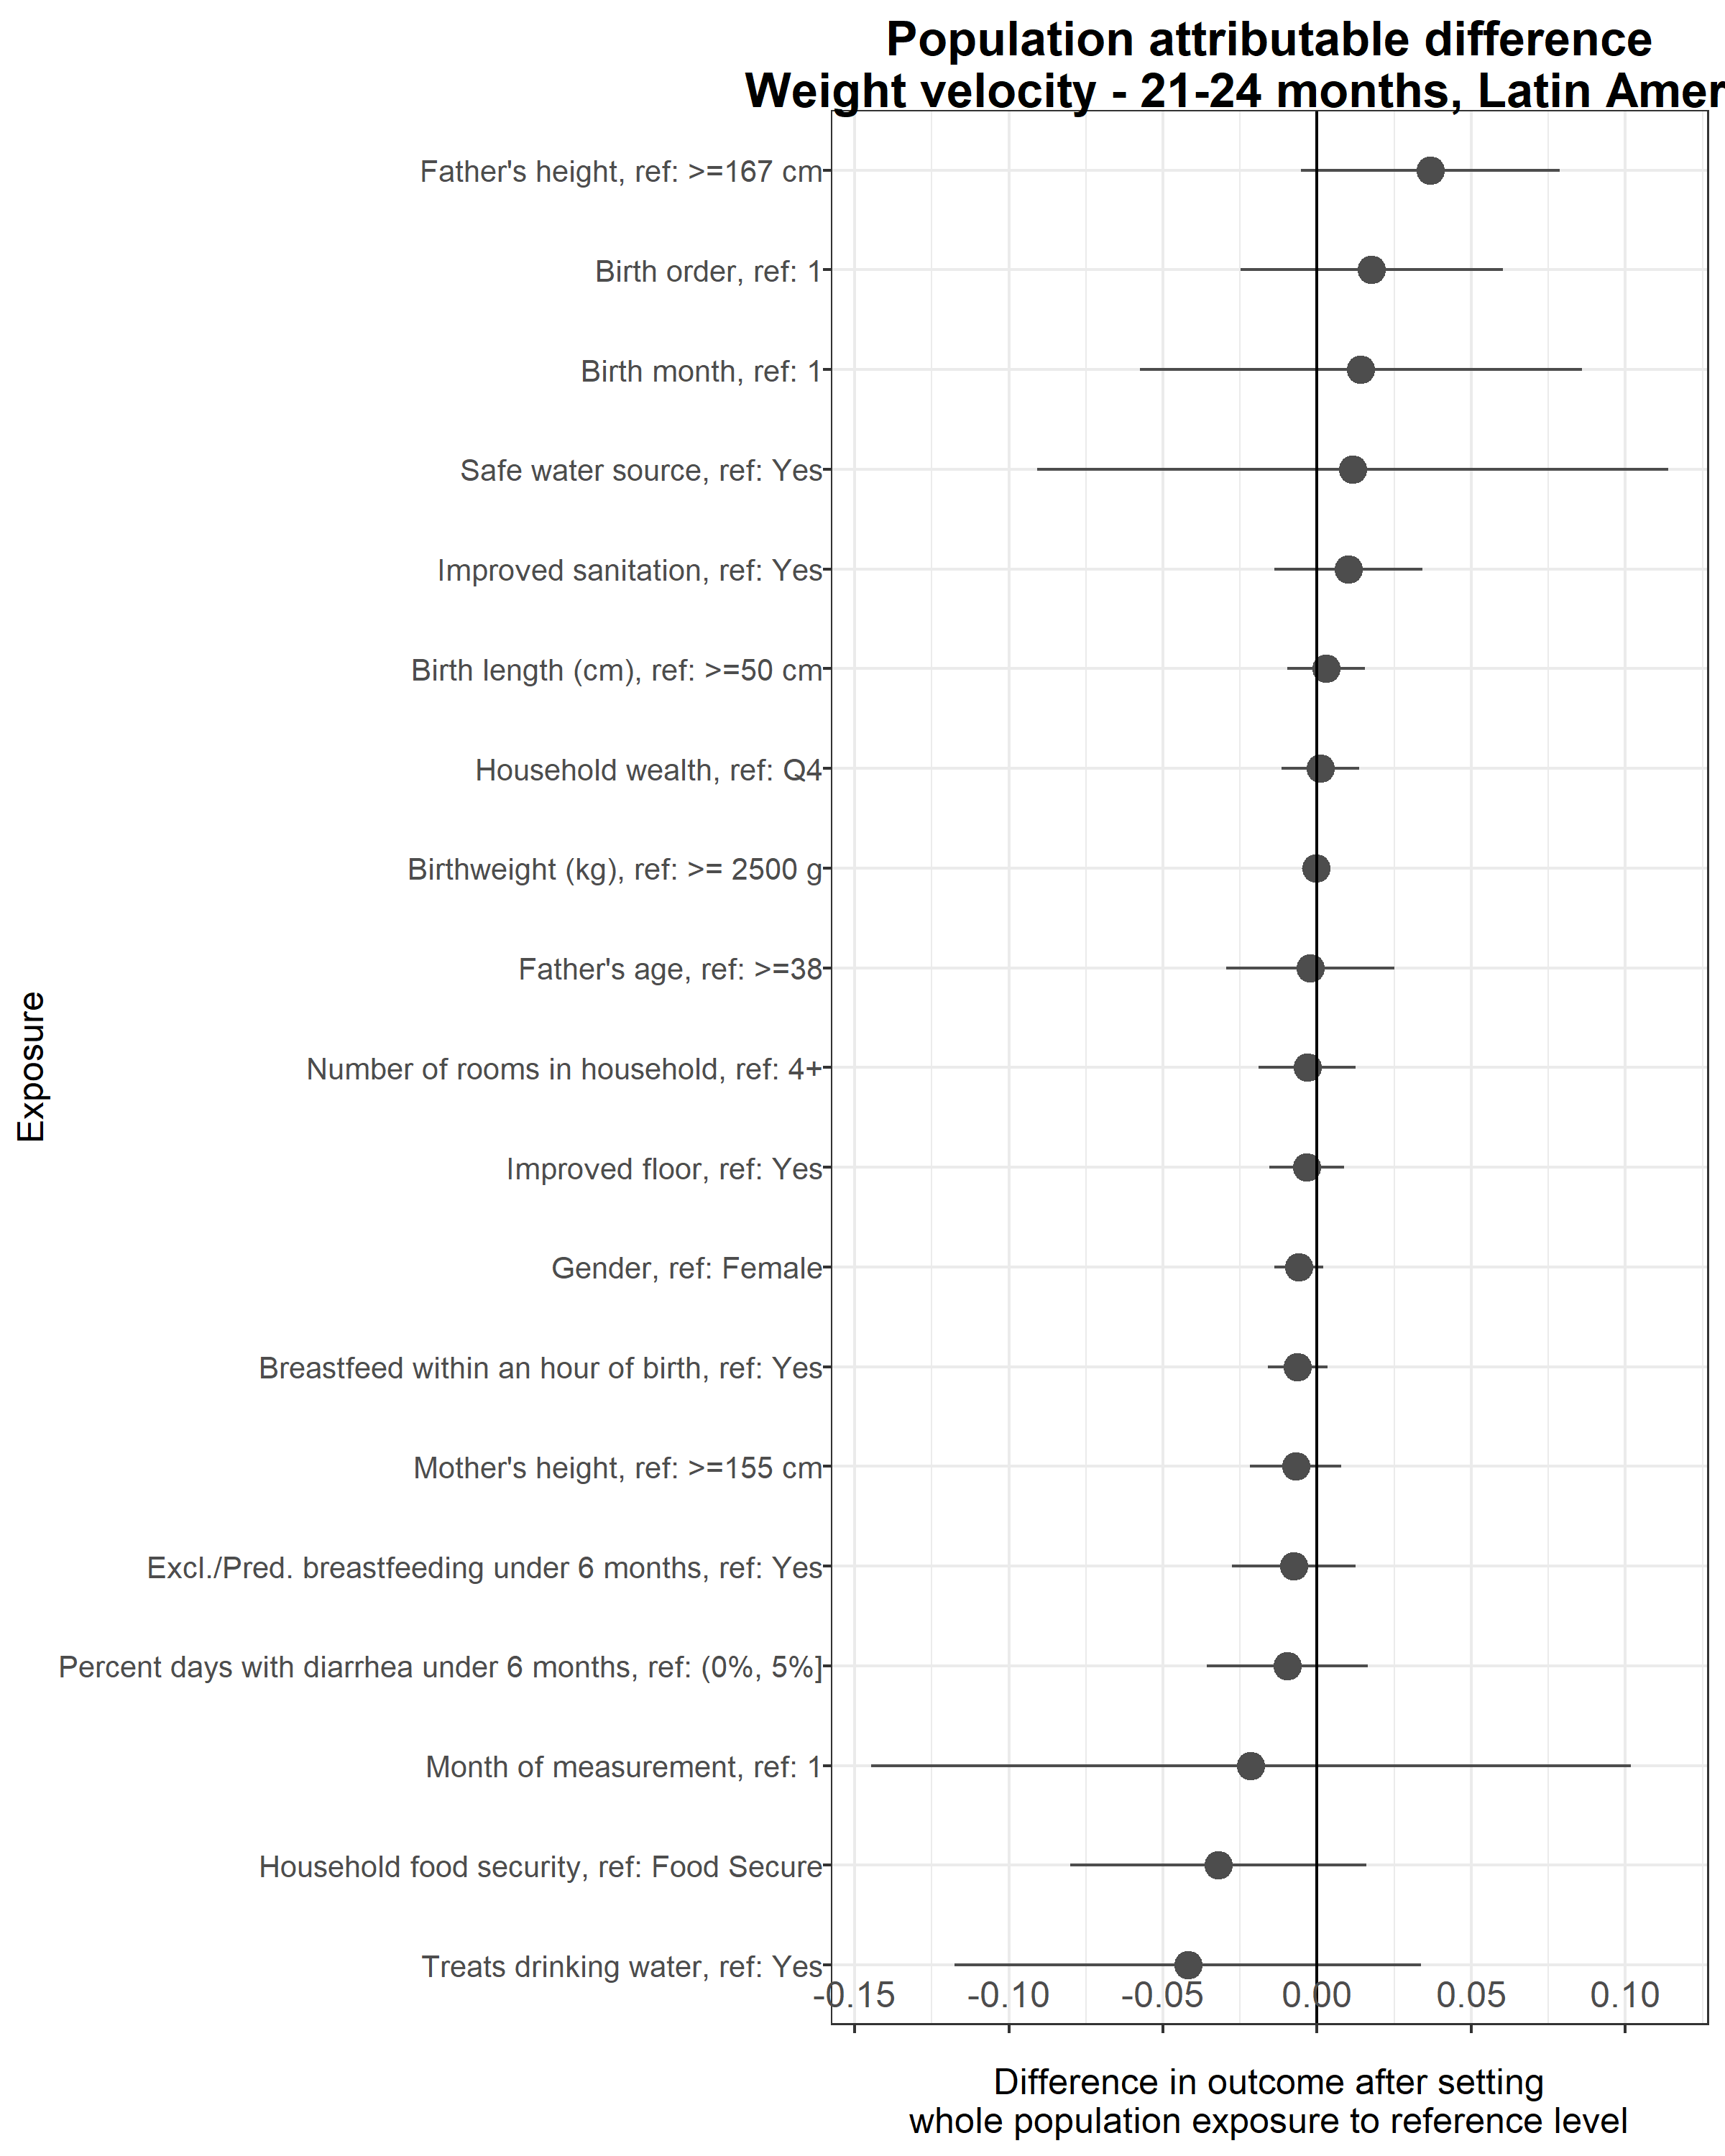 Population attributable difference
Weight velocity - 21-24 months, Latin Amer
Father's height, ref: >=167 cm
Birth order, ref: 1
Birth month, ref: 1
Safe water source, ref: Yes
Improved sanitation, ref: Yes
Birth length (cm), ref: >=50 cm
Household wealth, ref: Q4
Birthweight (kg), ref: >= 2500 g
Father's age, ref: >=38
Number of rooms in household, ref: 4+
Improved floor, ref: Yes
Gender, ref: Female
Breastfeed within an hour of birth, ref: Yes
Mother's height, ref: >=155 cm
Excl./Pred. breastfeeding under 6 months, ref: Yes
Percent days with diarrhea under 6 months, ref: (0%, 5%]
Month of measurement, ref: 1
Household food security, ref: Food Secure
Treats drinking water, ref: Yes
Exposure
-0.15 -0.10 -0.05 0.00 0.05 0.10
Difference in outcome after setting
whole population exposure to reference level